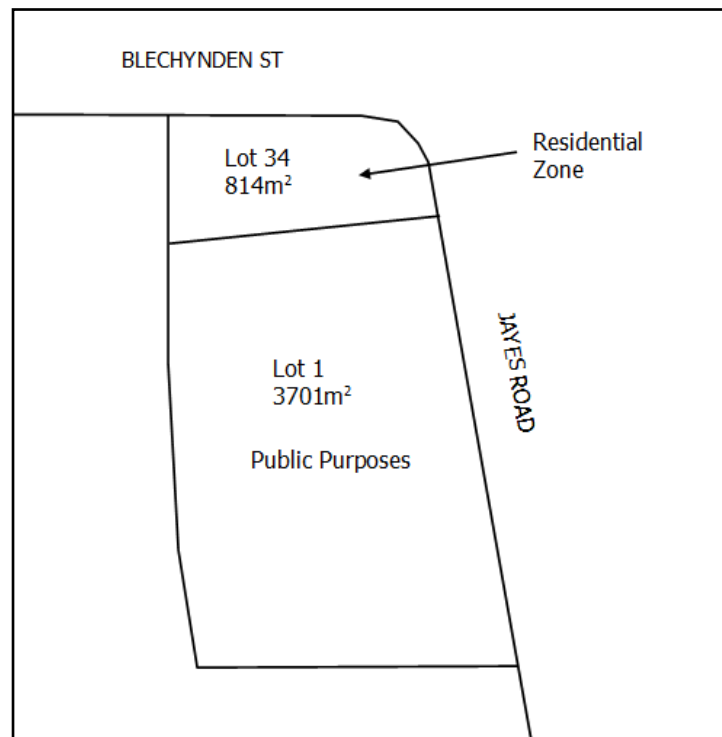 BLECHYNDEN ST
Lot 34
814m²
Residential
Zone
Lot 1
3701m²
JAYES ROAD
Public Purposes